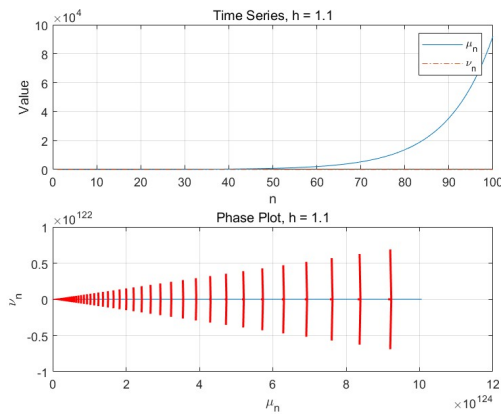 Time Series, h = 1.1
×10⁴
10
8
6
4
2
0
Value
μₙ
νₙ
0 10 20 30 40 50 60 70 80 90 100
n
Phase Plot, h = 1.1
×10¹²²
1
0.5
0
-0.5
-1
νₙ
0 2 4 6 8 10 12
μₙ
×10¹²⁴